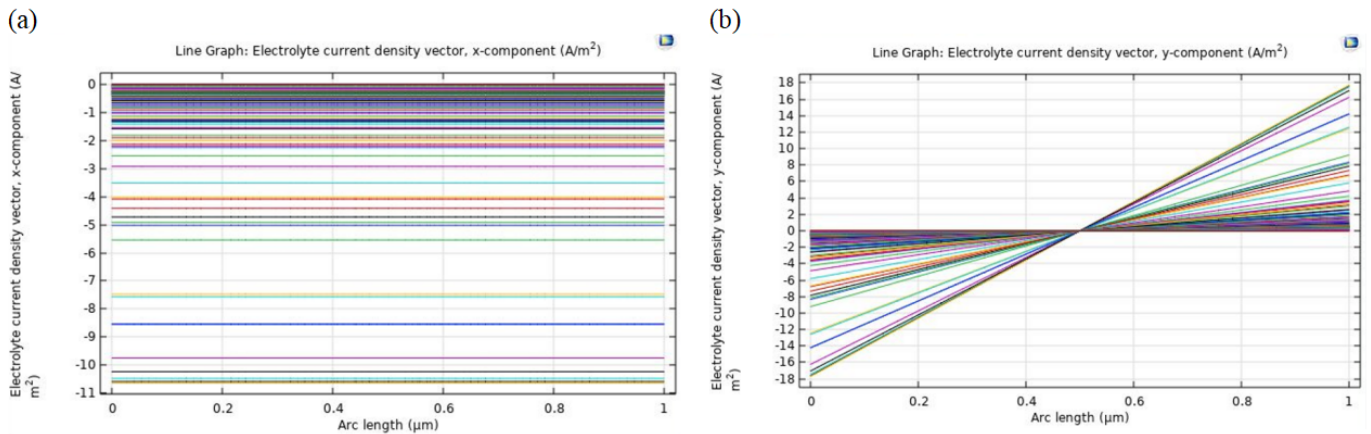 (a)
Line Graph: Electrolyte current density vector, x-component (A/m²)
Electrolyte current density vector, x-component (A/
m²)
0
-1
-2
-3
-4
-5
-6
-7
-8
-9
-10
-11
0 0.2 0.4 0.6 0.8 1
Arc length (µm)
(b)
Line Graph: Electrolyte current density vector, y-component (A/m²)
Electrolyte current density vector, y-component (A/
m²)
18
16
14
12
10
8
6
4
2
0
-2
-4
-6
-8
-10
-12
-14
-16
-18
0 0.2 0.4 0.6 0.8 1
Arc length (µm)